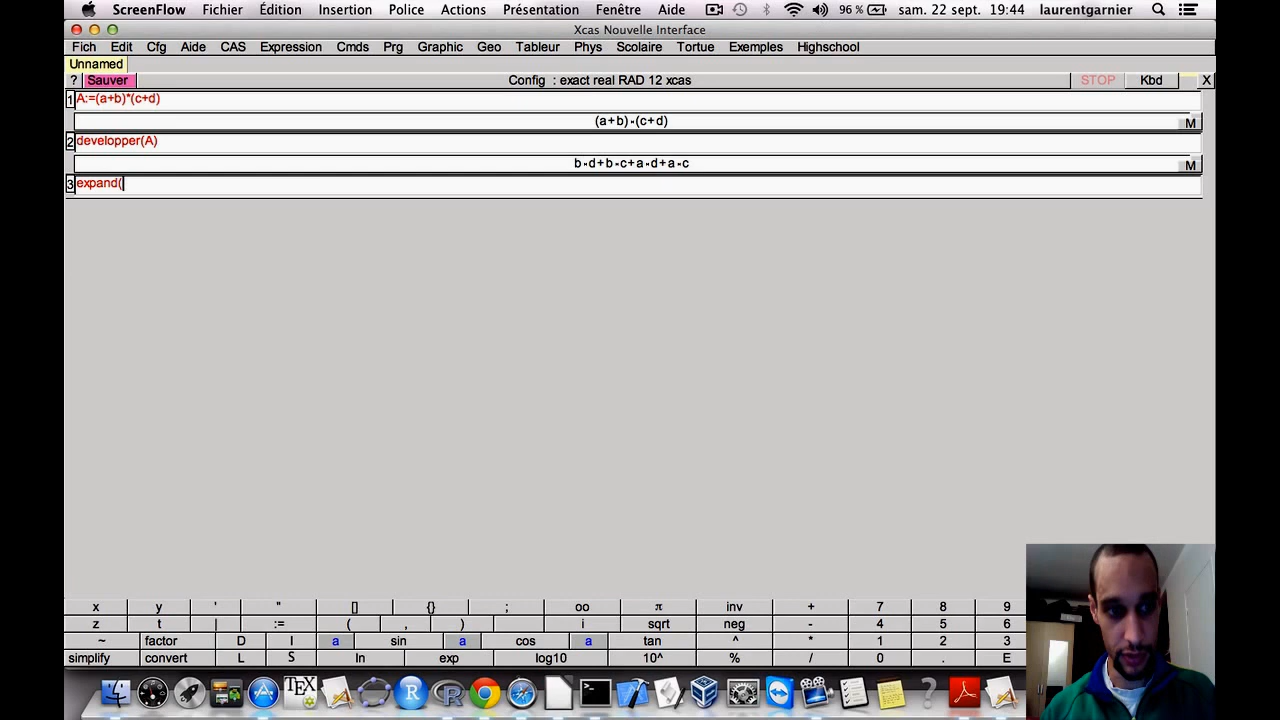 ScreenFlow Fichier Édition Insertion Police Actions Présentation Fenêtre Aide 96 % sam. 22 sept. 19:44 laurentgarnier
Xcas Nouvelle Interface
Fich Edit Cfg Aide CAS Expression Cmds Prg Graphic Geo Tableur Phys Scolaire Tortue Exemples Highschool
Unnamed
? Sauver Config : exact real RAD 12 xcas STOP Kbd X
1 A:=(a+b)*(c+d)
(a+b)·(c+d) M
2 developper(A)
b·d+b·c+a·d+a·c M
3 expand(
x y ' " [] {} ; oo π inv + 7 8 9
z t | := ( , ) i sqrt neg - 4 5 6
~ factor D I a sin a cos a tan ^ * 1 2 3
simplify convert L S ln exp log10 10^ % / 0 . E
TEX R R ?